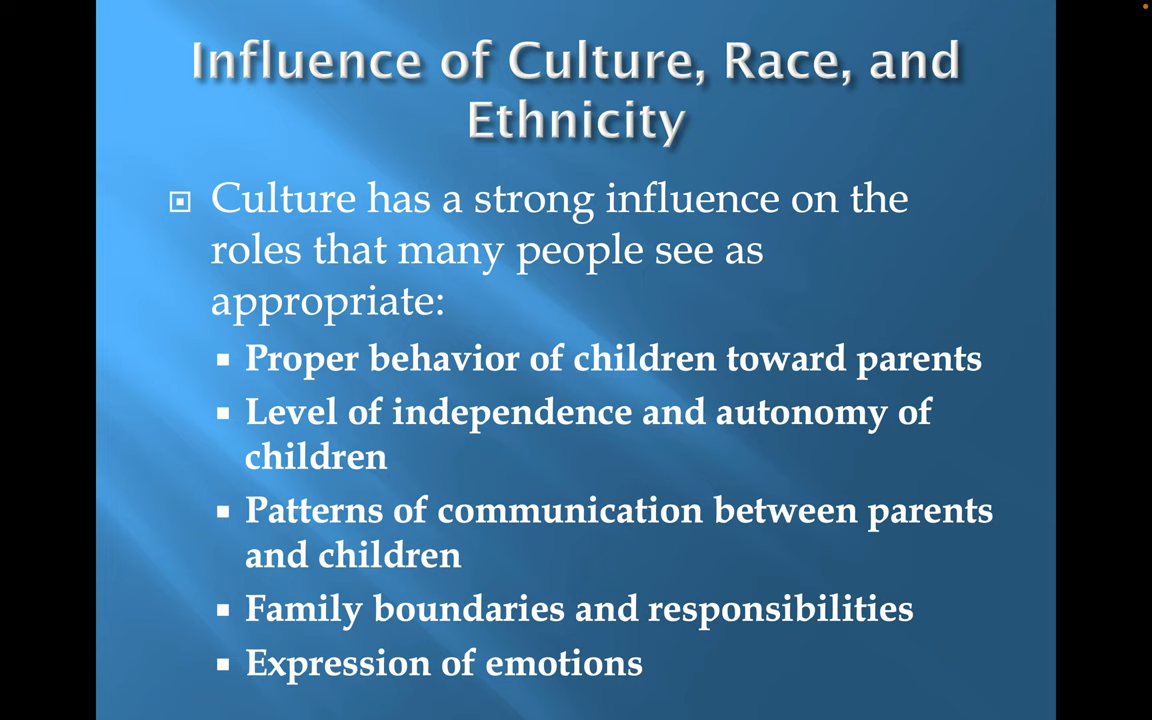 Influence of Culture, Race, and
Ethnicity
Culture has a strong influence on the
roles that many people see as
appropriate:
Proper behavior of children toward parents
Level of independence and autonomy of
children
Patterns of communication between parents
and children
Family boundaries and responsibilities
Expression of emotions